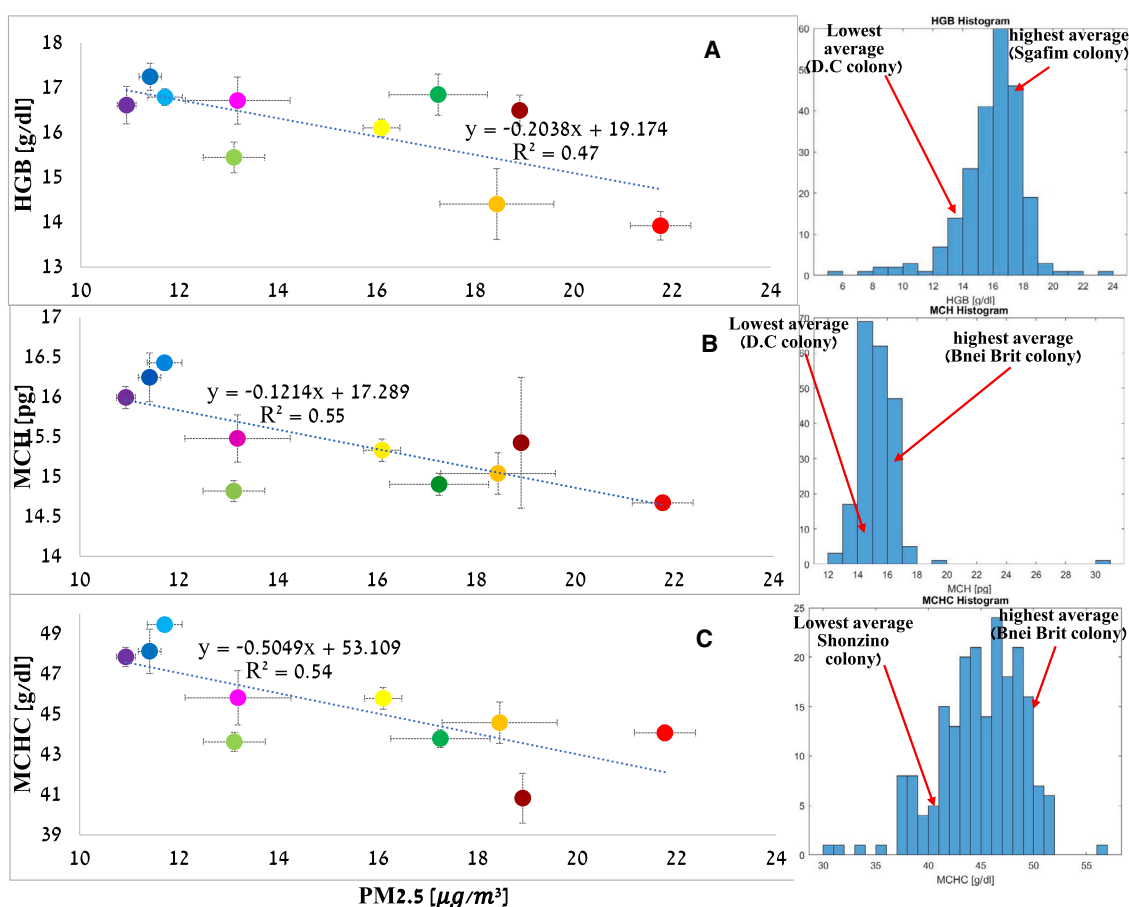 A
HGB [g/dl]
18
17
16
15
14
13
y = -0.2038x + 19.174
R² = 0.47
10 12 14 16 18 20 22 24
HGB Histogram
Lowest
average
(D.C colony)
highest average
(Sgafim colony)
60
50
40
30
20
10
0
6 8 10 12 14 16 18 20 22 24
HGB [g/dl]
B
MCH [pg]
17
16.5
16
15.5
15
14.5
14
y = -0.1214x + 17.289
R² = 0.55
10 12 14 16 18 20 22 24
MCH Histogram
Lowest average
(D.C colony)
highest average
(Bnei Brit colony)
70
60
50
40
30
20
10
0
12 14 16 18 20 22 24 26 28 30
MCH [pg]
C
MCHC [g/dl]
49
47
45
43
41
39
y = -0.5049x + 53.109
R² = 0.54
10 12 14 16 18 20 22 24
PM2.5 [μg/m³]
MCHC Histogram
Lowest average
Shonzino
colony)
highest average
(Bnei Brit colony)
25
20
15
10
5
0
30 35 40 45 50 55
MCHC [g/dl]